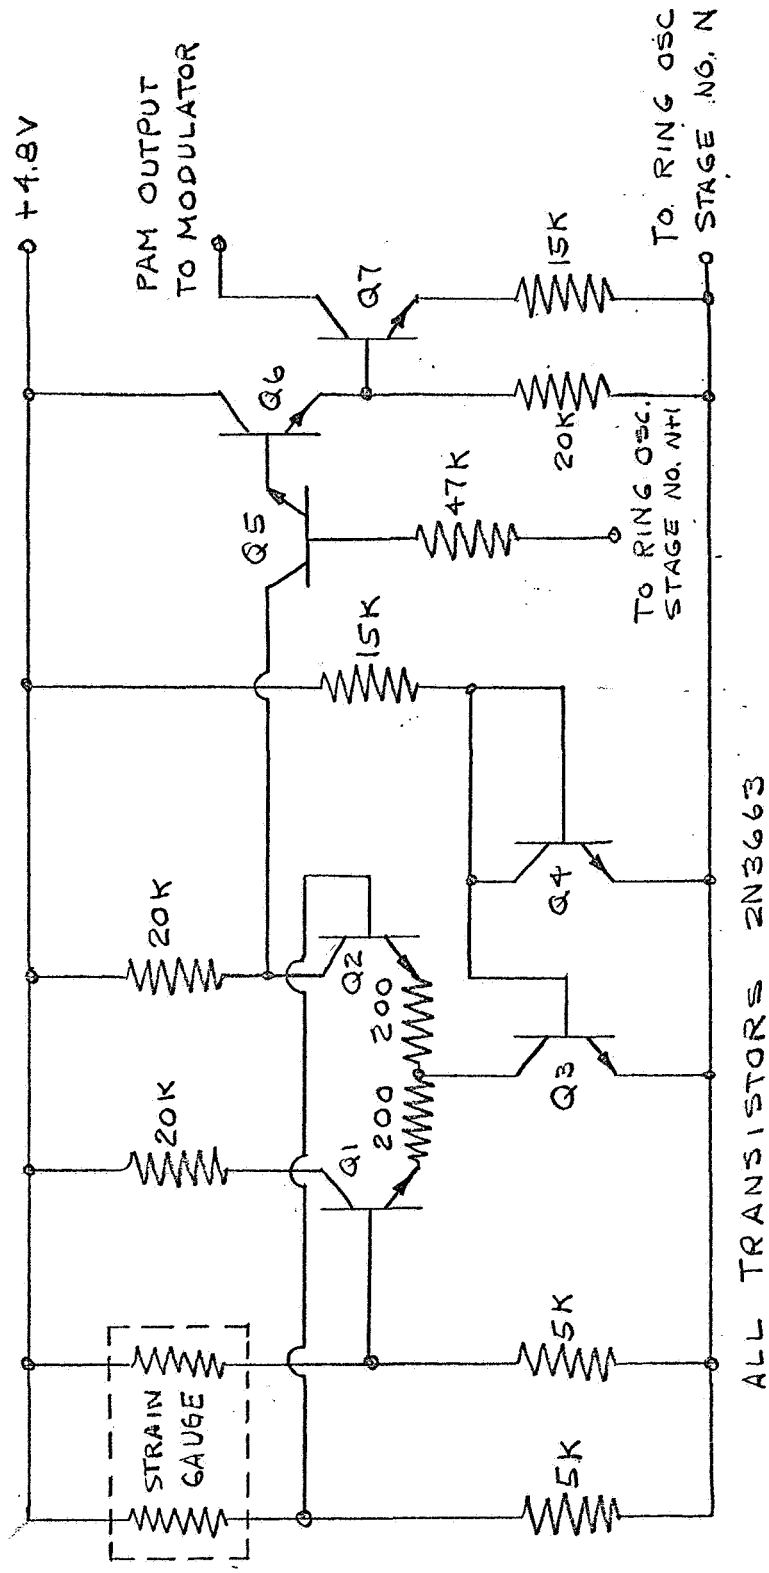 +4.8V
PAM OUTPUT
TO MODULATOR
STRAIN
GAUGE
20K
20K
Q1
Q2
200
200
Q3
Q4
15K
Q5
Q6
Q7
47K
20K
15K
5K
5K
TO RING OSC.
STAGE NO. N+1
TO RING OSC
STAGE NO. N
ALL TRANSISTORS 2N3663